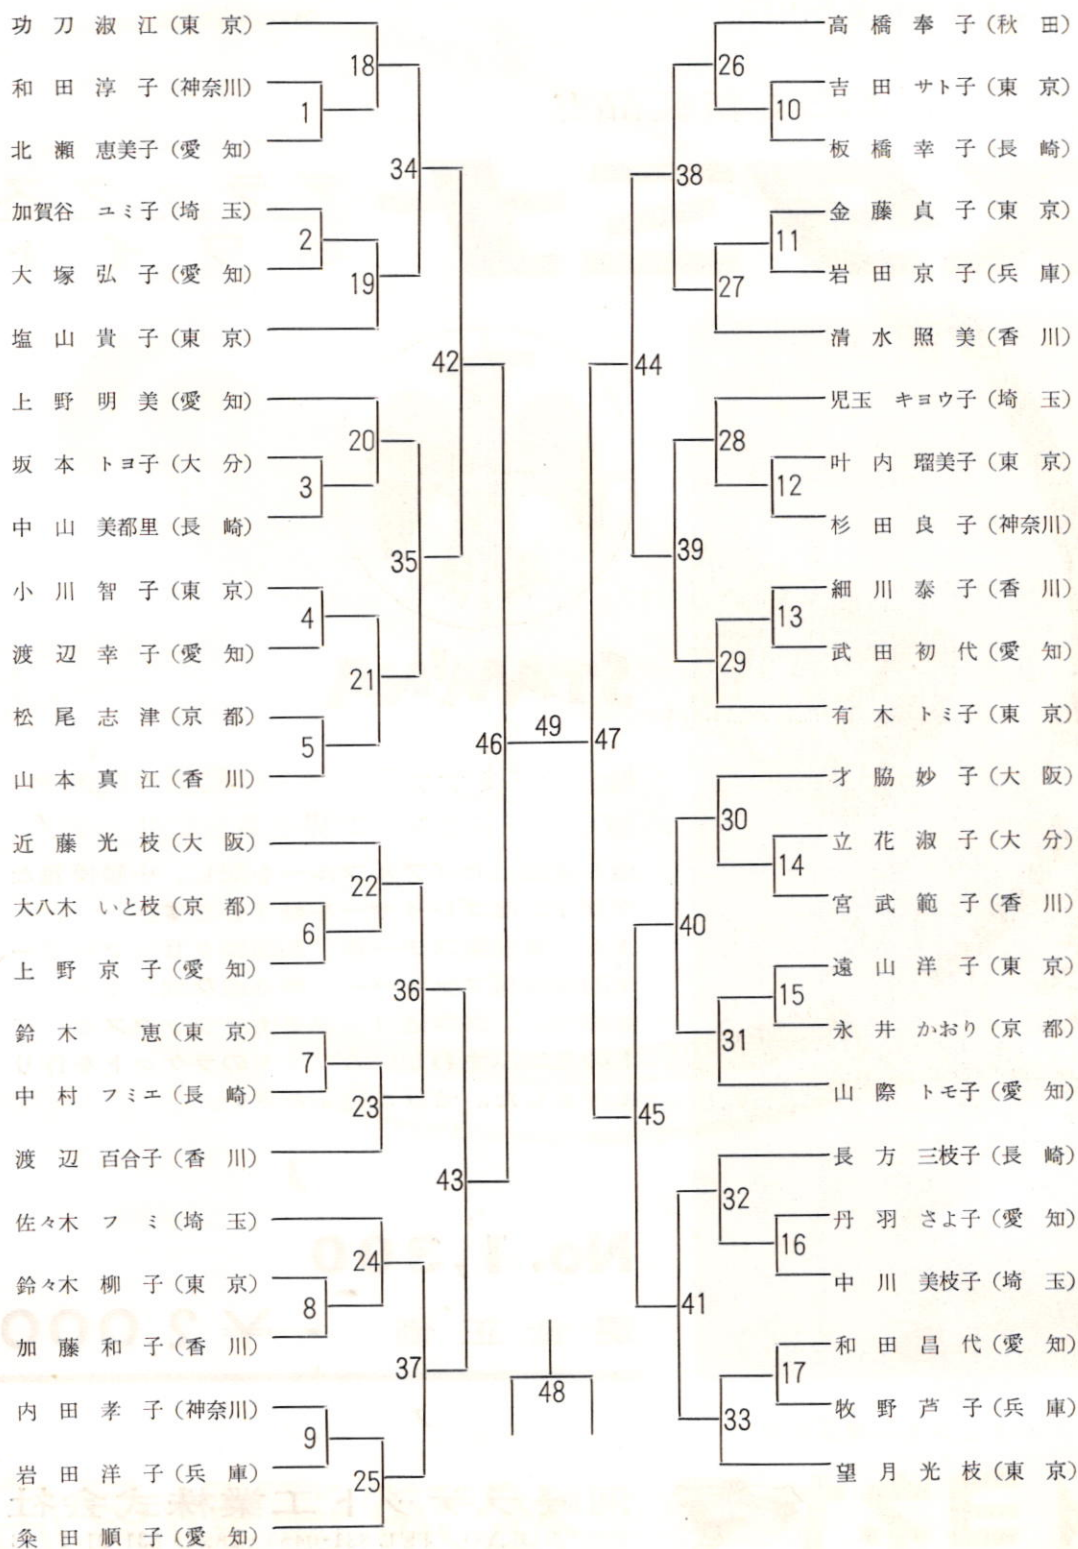 功刀淑江(東京)
和田淳子(神奈川)
北瀬恵美子(愛知)
加賀谷ユミ子(埼玉)
大塚弘子(愛知)
塩山貴子(東京)
上野明美(愛知)
坂本トヨ子(大分)
中山美都里(長崎)
小川智子(東京)
渡辺幸子(愛知)
松尾志津(京都)
山本真江(香川)
近藤光枝(大阪)
大八木いと枝(京都)
上野京子(愛知)
鈴木恵(東京)
中村フミエ(長崎)
渡辺百合子(香川)
佐々木フミ(埼玉)
鈴々木柳子(東京)
加藤和子(香川)
内田孝子(神奈川)
岩田洋子(兵庫)
粂田順子(愛知)
1
2
3
4
5
6
7
8
9
18
19
20
21
22
23
24
25
34
35
36
37
42
43
46
49
48
47
44
45
38
39
40
41
26
27
28
29
30
31
32
33
10
11
12
13
14
15
16
17
高橋奉子(秋田)
吉田サト子(東京)
板橋幸子(長崎)
金藤貞子(東京)
岩田京子(兵庫)
清水照美(香川)
児玉キヨウ子(埼玉)
叶内瑠美子(東京)
杉田良子(神奈川)
細川泰子(香川)
武田初代(愛知)
有木トミ子(東京)
才脇妙子(大阪)
立花淑子(大分)
宮武範子(香川)
遠山洋子(東京)
永井かおり(京都)
山際トモ子(愛知)
長方三枝子(長崎)
丹羽さよ子(愛知)
中川美枝子(埼玉)
和田昌代(愛知)
牧野芦子(兵庫)
望月光枝(東京)